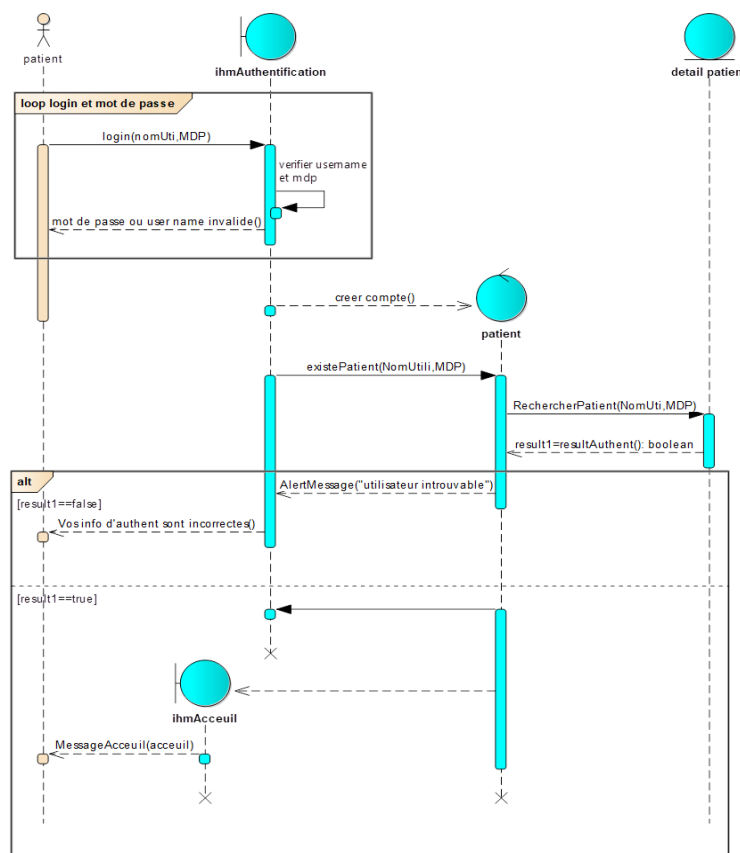 patient
ihmAuthentification
detail patien
loop login et mot de passe
login(nomUti,MDP)
verifier username
et mdp
mot de passe ou user name invalide()
creer compte()
patient
existePatient(NomUtili,MDP)
RechercherPatient(NomUti,MDP)
result1=resultAuthent(): boolean
alt
AlertMessage("utilisateur introuvable")
[result1==false]
Vos info d'authent sont incorrectes()
[result1==true]
ihmAcceuil
MessageAcceuil(acceuil)